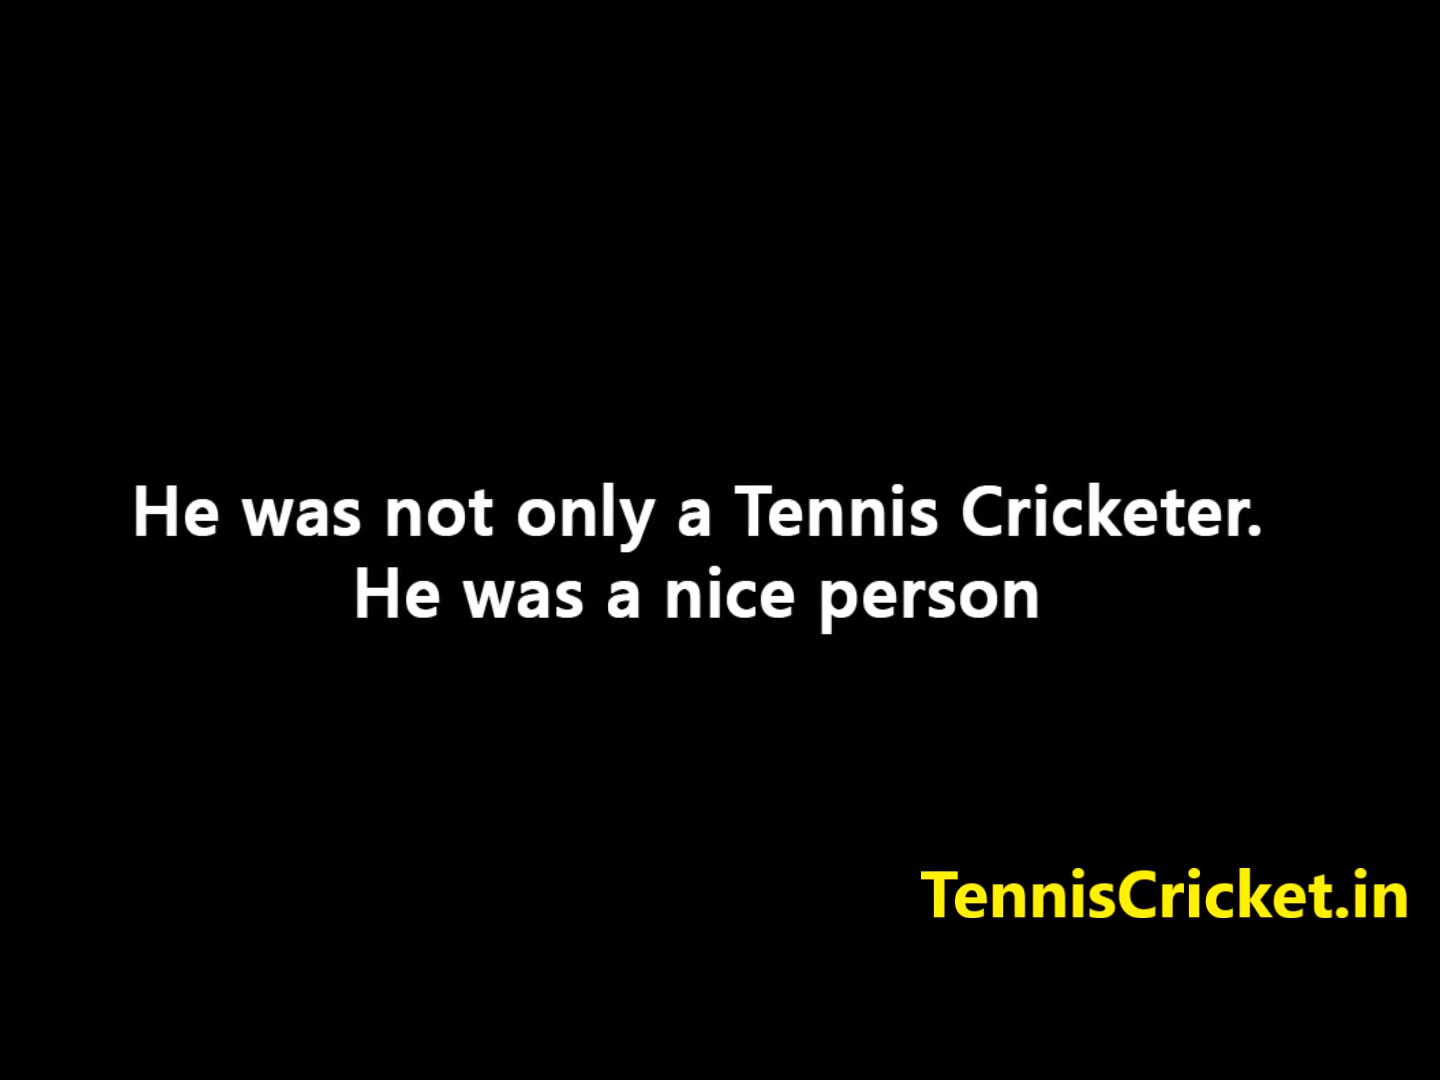 He was not only a Tennis Cricketer.
He was a nice person
TennisCricket.in